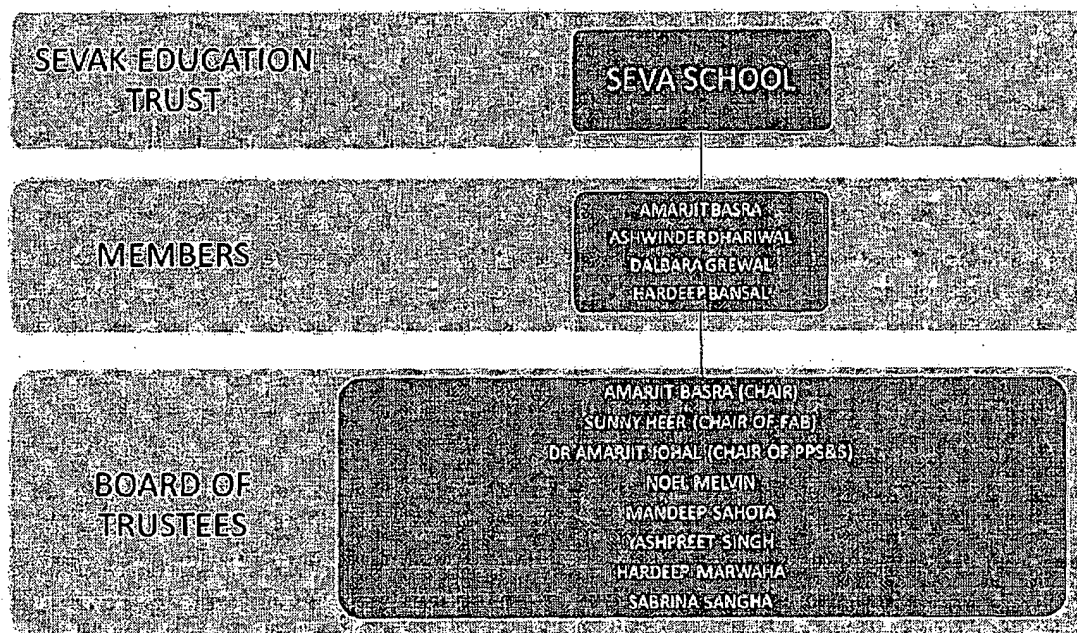 SEVAK EDUCATION
TRUST
SEVA SCHOOL
MEMBERS
AMARJIT BASRA
ASHWINDER DHARIWAL
DALBARA GREWAL
HARDEEP BANSAL
BOARD OF
TRUSTEES
AMARJIT BASRA (CHAIR)
SUNNY HEER (CHAIR OF FAB)
DR AMARJIT JOHAL (CHAIR OF PPS&S)
NOEL MELVIN
MANDEEP SAHOTA
YASHPREET SINGH
HARDEEP MARWAHA
SABRINA SANGHA